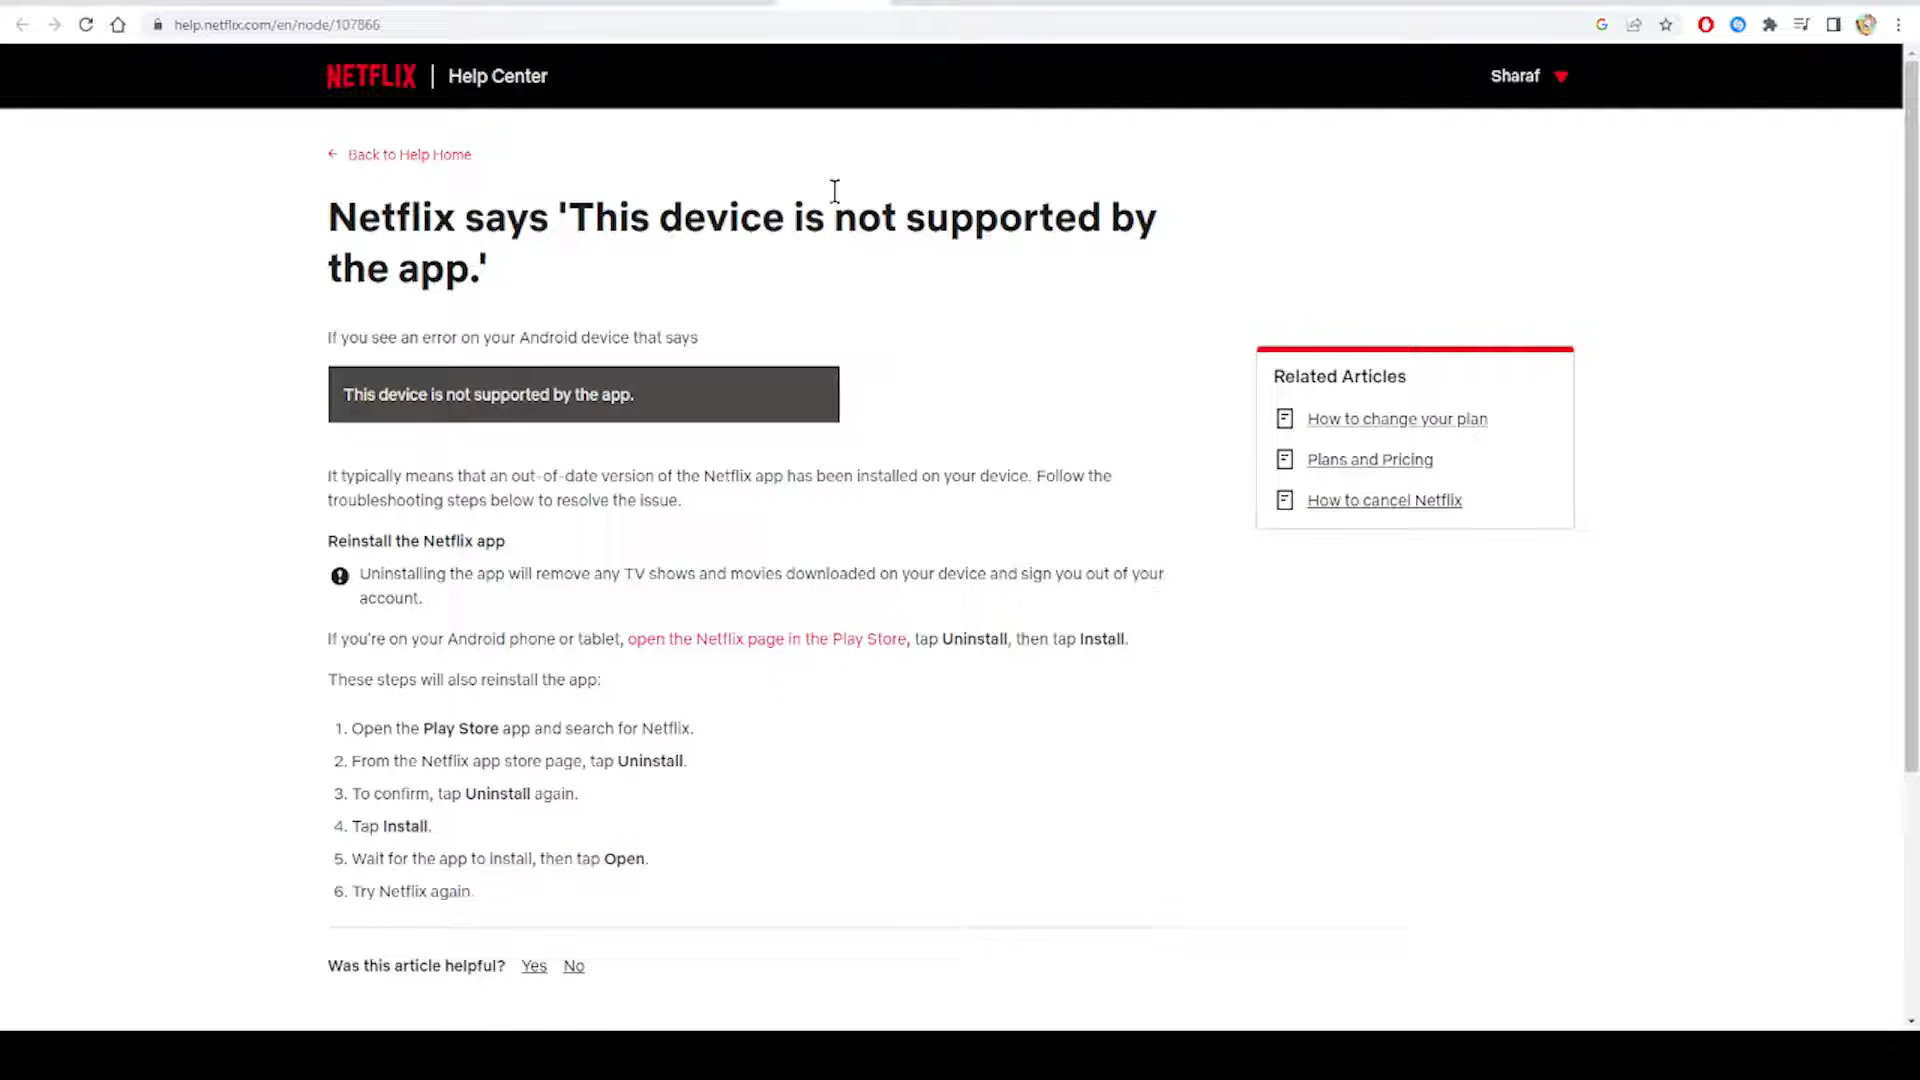 help.netflix.com/en/node/107866
NETFLIX | Help Center
Sharaf
Back to Help Home
Netflix says 'This device is not supported by
the app.'
If you see an error on your Android device that says
This device is not supported by the app.
It typically means that an out-of-date version of the Netflix app has been installed on your device. Follow the
troubleshooting steps below to resolve the issue.
Reinstall the Netflix app
Uninstalling the app will remove any TV shows and movies downloaded on your device and sign you out of your
account.
If you're on your Android phone or tablet, open the Netflix page in the Play Store, tap Uninstall, then tap Install.
These steps will also reinstall the app:
1. Open the Play Store app and search for Netflix.
2. From the Netflix app store page, tap Uninstall.
3. To confirm, tap Uninstall again.
4. Tap Install.
5. Wait for the app to install, then tap Open.
6. Try Netflix again.
Was this article helpful? Yes No
Related Articles
How to change your plan
Plans and Pricing
How to cancel Netflix